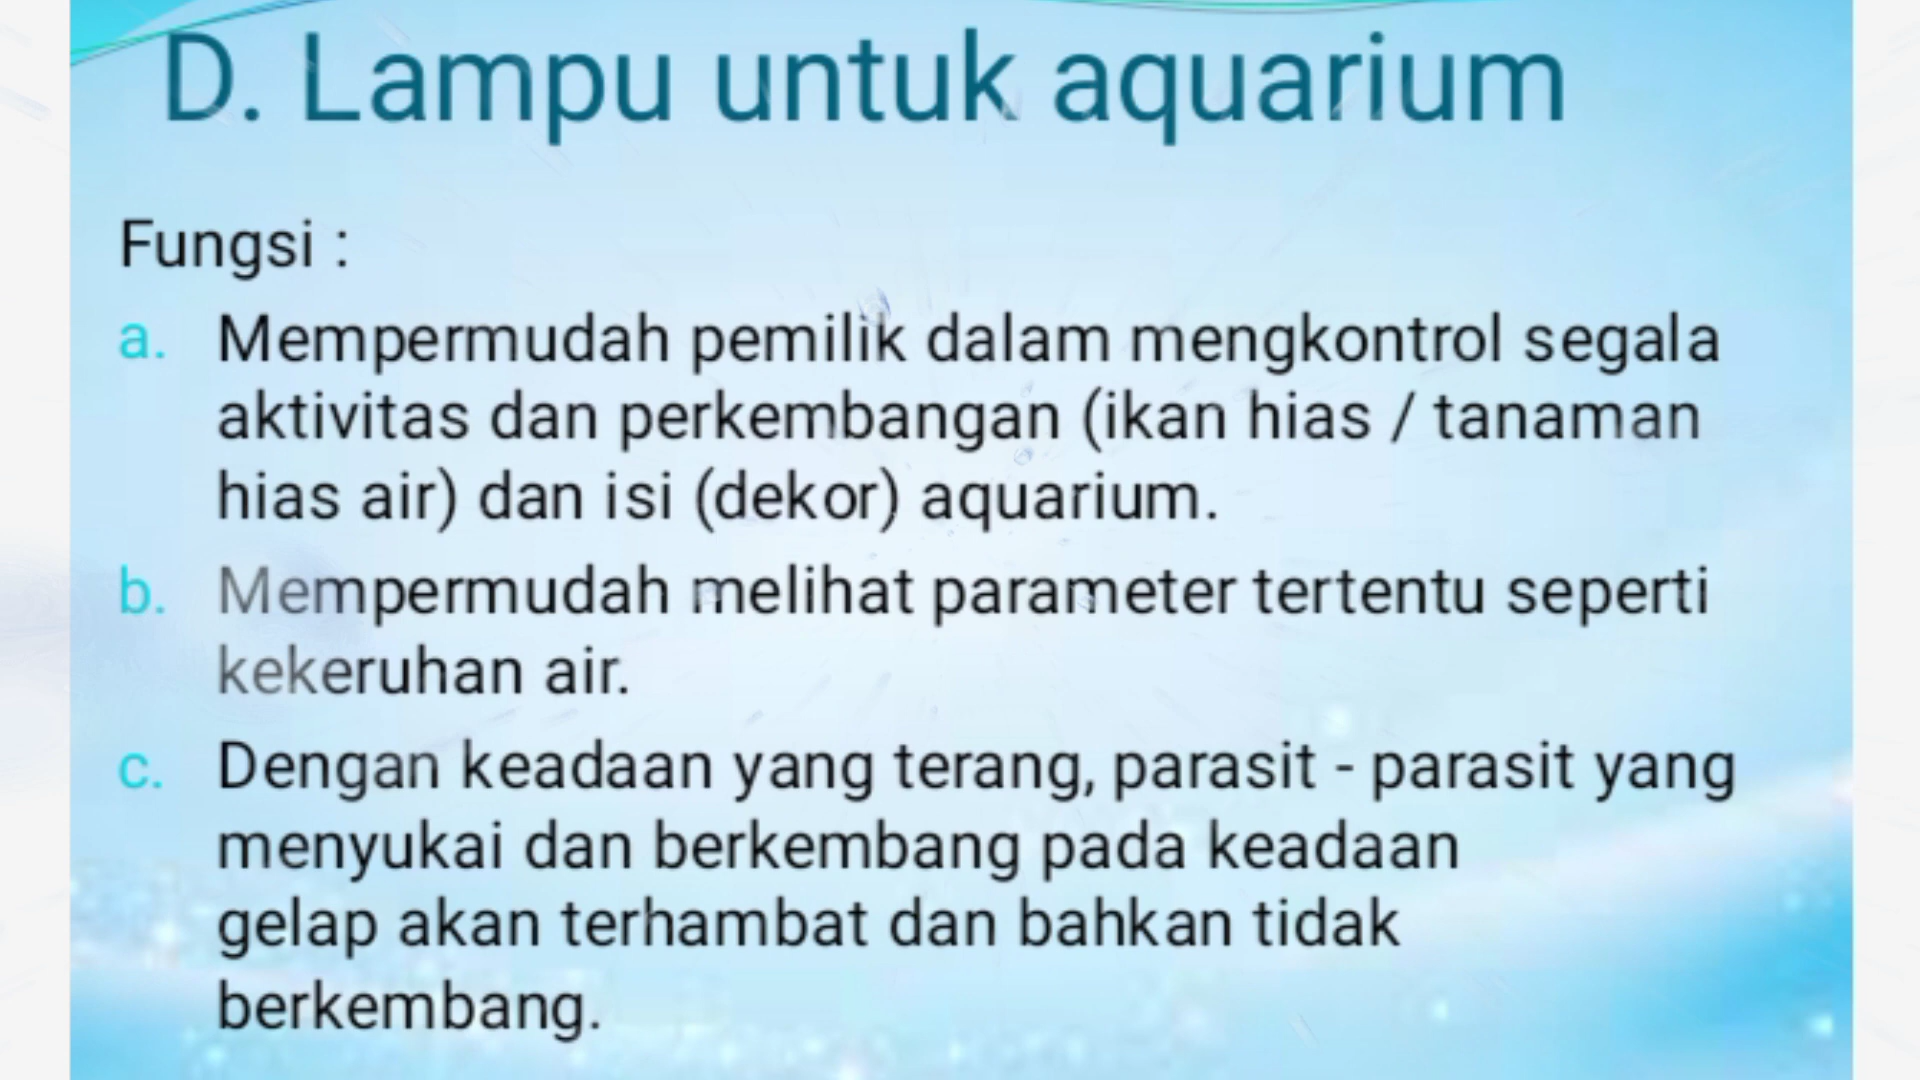 D. Lampu untuk aquarium
Fungsi :
a. Mempermudah pemilik dalam mengkontrol segala
aktivitas dan perkembangan (ikan hias / tanaman
hias air) dan isi (dekor) aquarium.
b. Mempermudah melihat parameter tertentu seperti
kekeruhan air.
c. Dengan keadaan yang terang, parasit - parasit yang
menyukai dan berkembang pada keadaan
gelap akan terhambat dan bahkan tidak
berkembang.